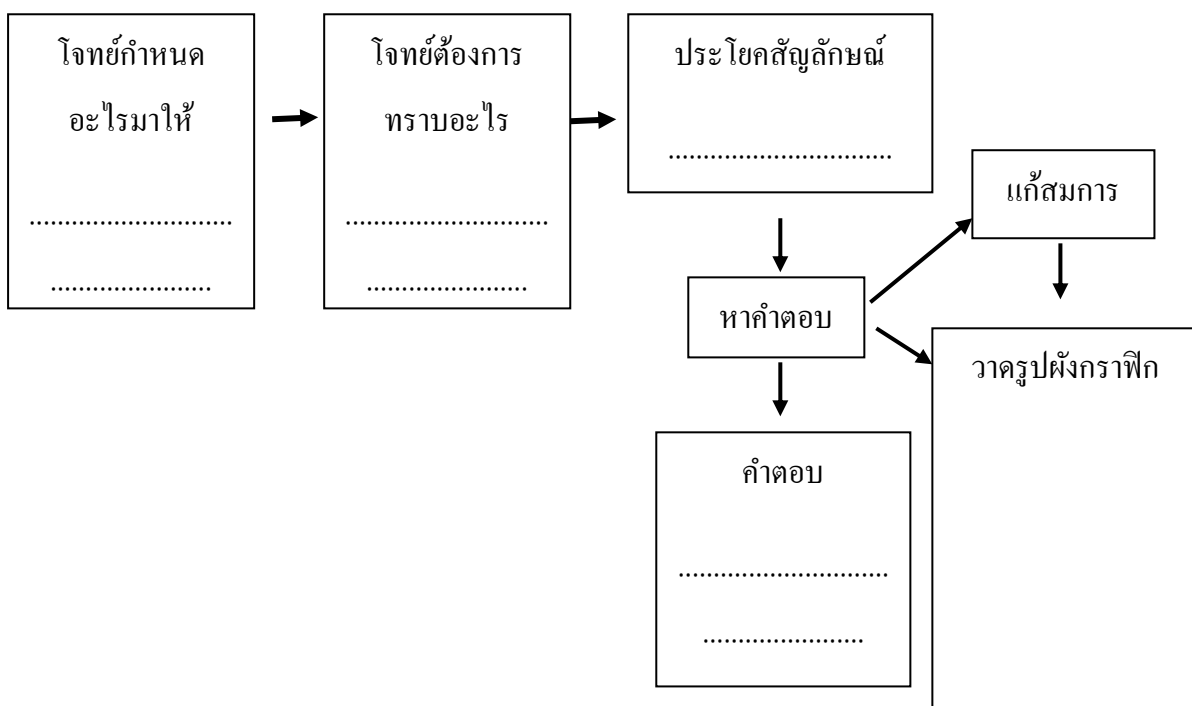 โจทย์กำหนด
อะไรมาให้
.............................
.......................
โจทย์ต้องการ
ทราบอะไร
.............................
.......................
ประโยคสัญลักษณ์
................................
แก้สมการ
หาคำตอบ
วาดรูปผังกราฟิก
คำตอบ
..............................
.......................